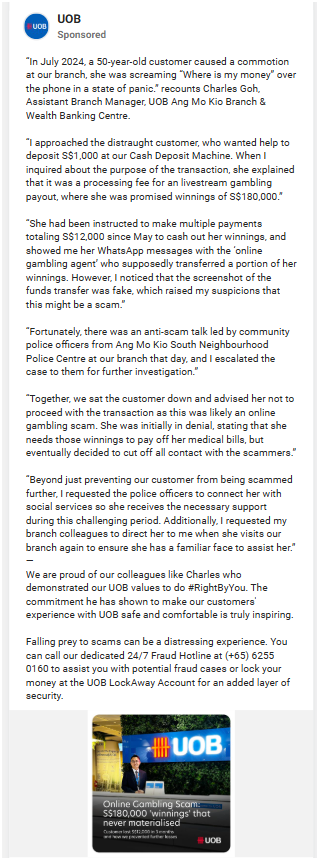 UOB
UOB
Sponsored
“In July 2024, a 50-year-old customer caused a commotion
at our branch, she was screaming “Where is my money” over
the phone in a state of panic.” recounts Charles Goh,
Assistant Branch Manager, UOB Ang Mo Kio Branch &
Wealth Banking Centre.
“I approached the distraught customer, who wanted help to
deposit S$1,000 at our Cash Deposit Machine. When I
inquired about the purpose of the transaction, she explained
that it was a processing fee for an livestream gambling
payout, where she was promised winnings of S$180,000.”
“She had been instructed to make multiple payments
totaling S$12,000 since May to cash out her winnings, and
showed me her WhatsApp messages with the ‘online
gambling agent’ who supposedly transferred a portion of her
winnings. However, I noticed that the screenshot of the
funds transfer was fake, which raised my suspicions that
this might be a scam.”
“Fortunately, there was an anti-scam talk led by community
police officers from Ang Mo Kio South Neighbourhood
Police Centre at our branch that day, and I escalated the
case to them for further investigation.”
“Together, we sat the customer down and advised her not to
proceed with the transaction as this was likely an online
gambling scam. She was initially in denial, stating that she
needs those winnings to pay off her medical bills, but
eventually decided to cut off all contact with the scammers.”
“Beyond just preventing our customer from being scammed
further, I requested the police officers to connect her with
social services so she receives the necessary support
during this challenging period. Additionally, I requested my
branch colleagues to direct her to me when she visits our
branch again to ensure she has a familiar face to assist her.”
—
We are proud of our colleagues like Charles who
demonstrated our UOB values to do #RightByYou. The
commitment he has shown to make our customers’
experience with UOB safe and comfortable is truly inspiring.
Falling prey to scams can be a distressing experience. You
can call our dedicated 24/7 Fraud Hotline at (+65) 6255
0160 to assist you with potential fraud cases or lock your
money at the UOB LockAway Account for an added layer of
security.
UOB
Online Gambling Scam:
S$180,000 ‘winnings’ that
never materialised
Customer lost S$12,000 in 3 months
and how we prevented further losses
UOB